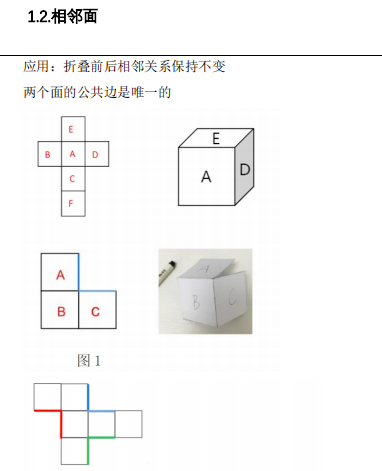 1.2.相邻面
应用：折叠前后相邻关系保持不变
两个面的公共边是唯一的
E
B A D
C
F
E
A
D
A
B C
A
B
C
图 1